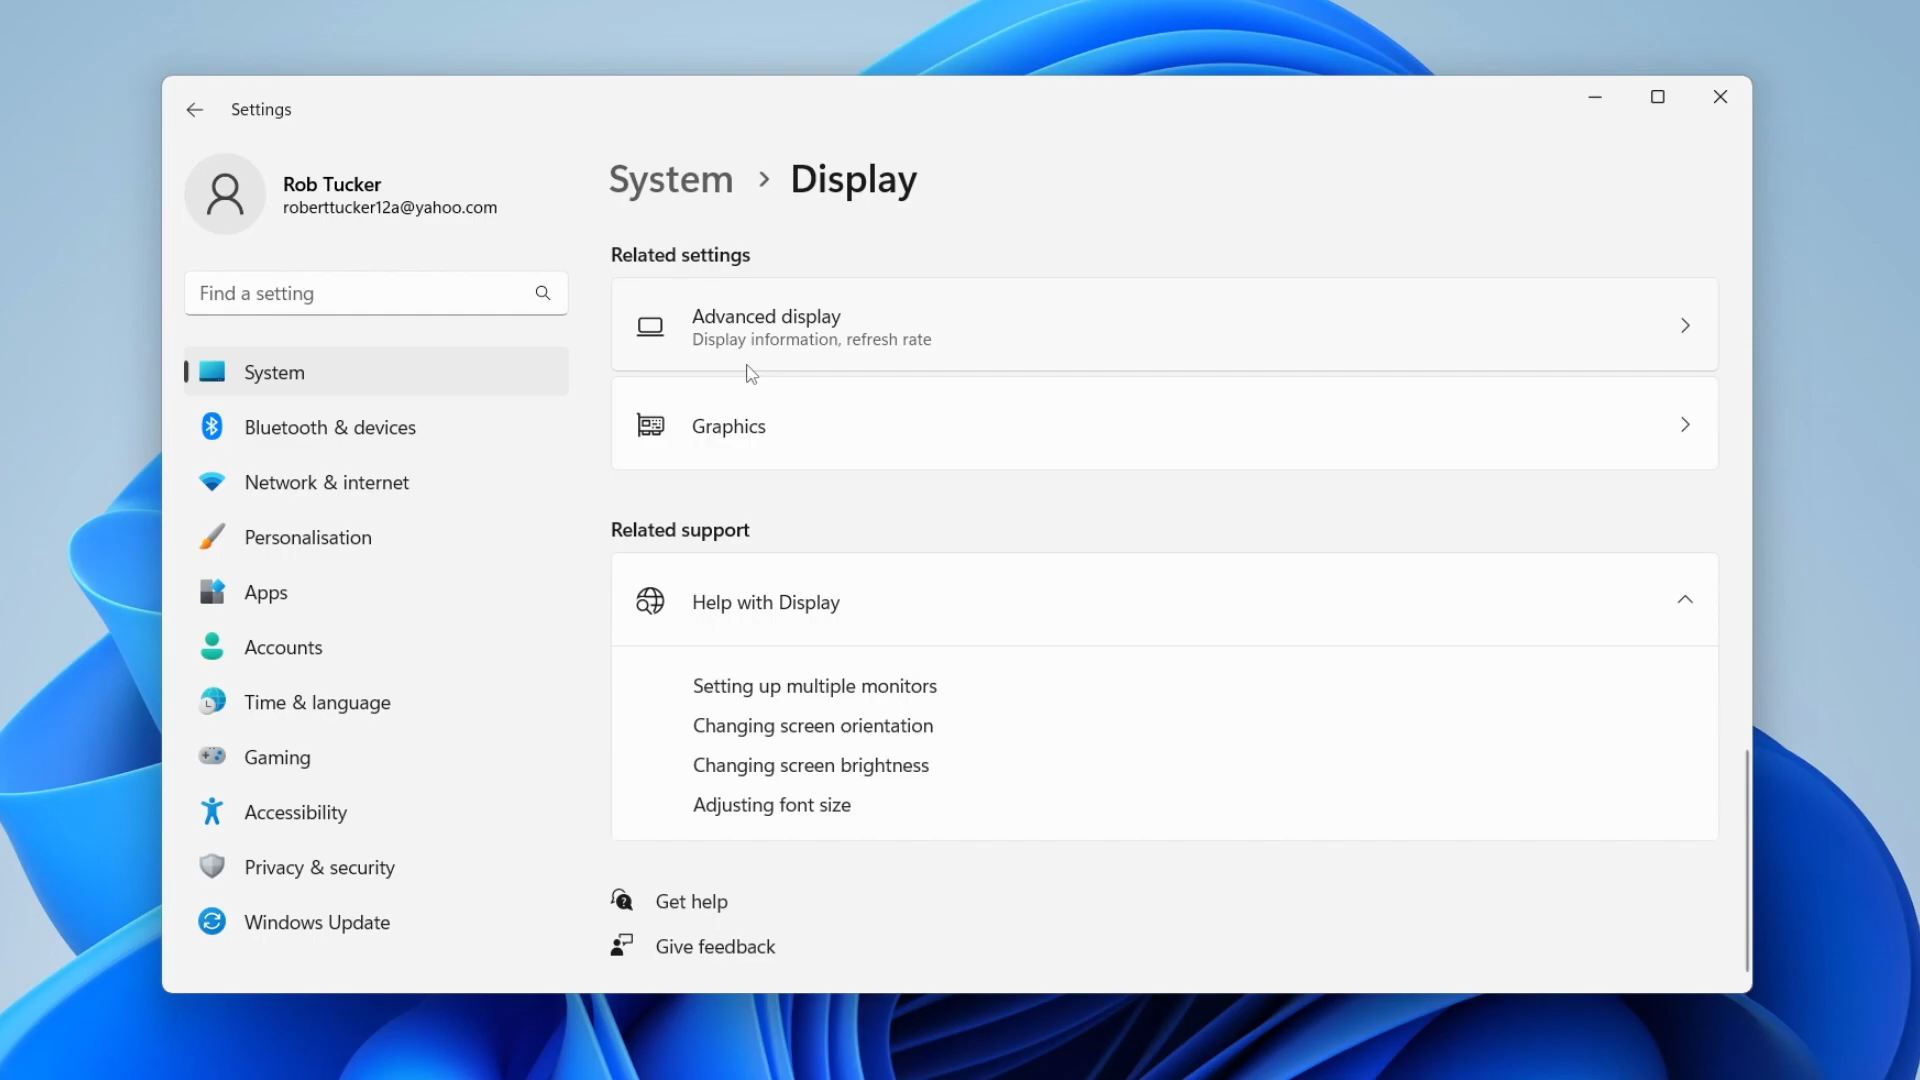 Settings
Rob Tucker
roberttucker12a@yahoo.com
Find a setting
System
Bluetooth & devices
Network & internet
Personalisation
Apps
Accounts
Time & language
Gaming
Accessibility
Privacy & security
Windows Update
System > Display
Related settings
Advanced display
Display information, refresh rate
Graphics
Related support
Help with Display
Setting up multiple monitors
Changing screen orientation
Changing screen brightness
Adjusting font size
Get help
Give feedback